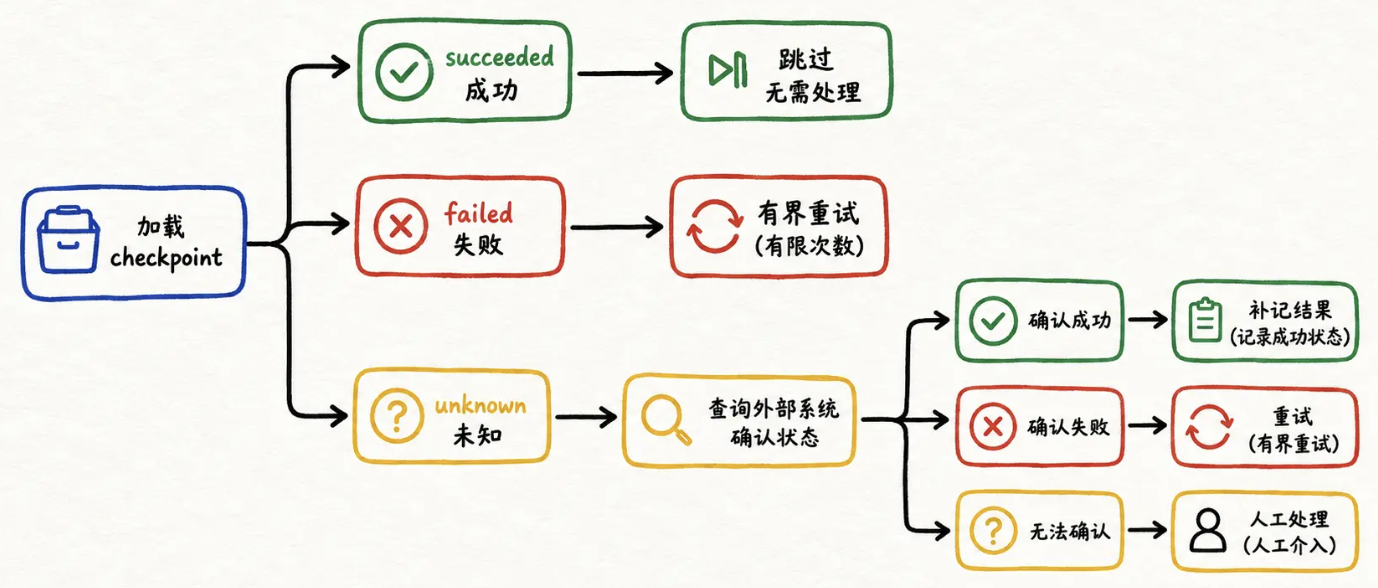 加载
checkpoint
succeeded
成功
跳过
无需处理
failed
失败
有界重试
(有限次数)
unknown
未知
查询外部系统
确认状态
确认成功
补记结果
(记录成功状态)
确认失败
重试
(有界重试)
无法确认
人工处理
(人工介入)